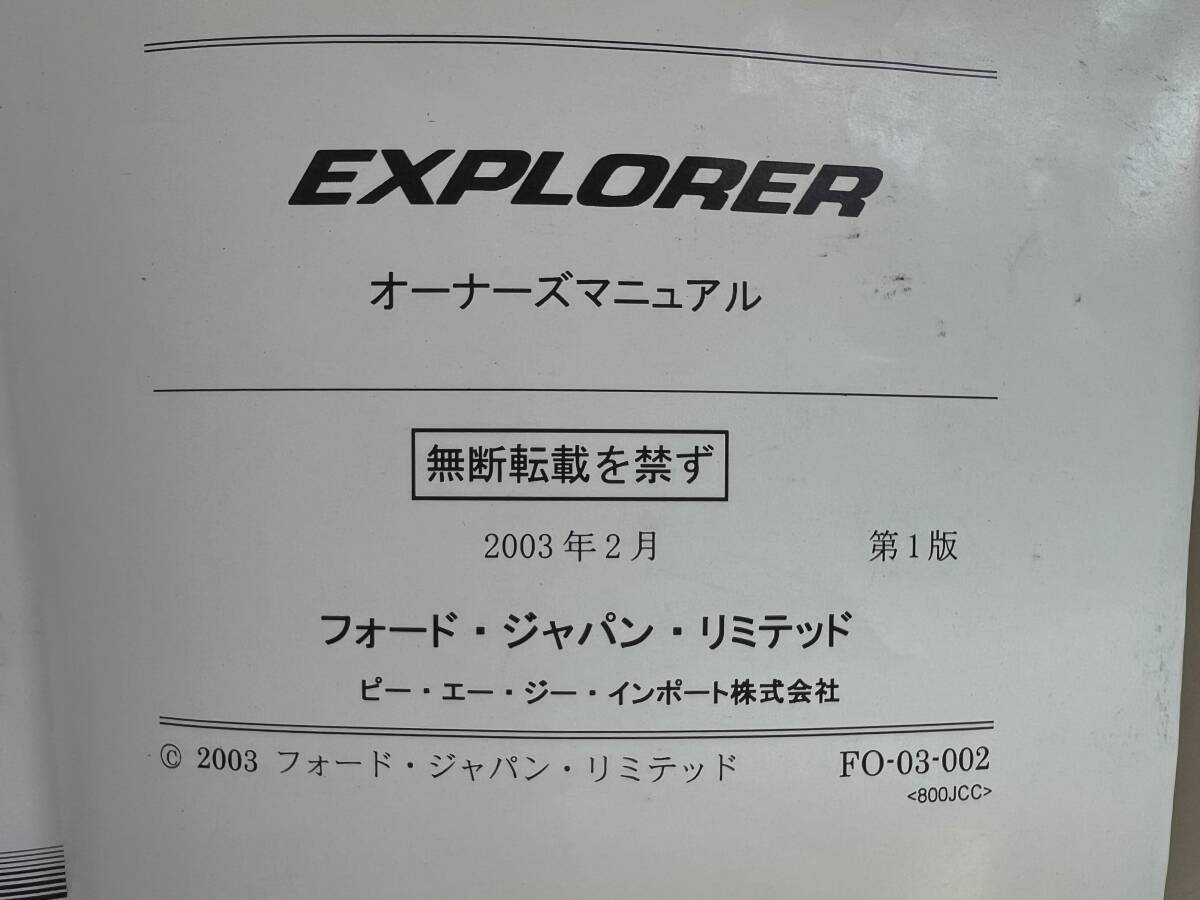 EXPLORER
オーナーズマニュアル
無断転載を禁ず
2003年2月 第1版
フォード・ジャパン・リミテッド
ピー・エー・ジー・インポート株式会社
© 2003 フォード・ジャパン・リミテッド FO-03-002
<800JCC>